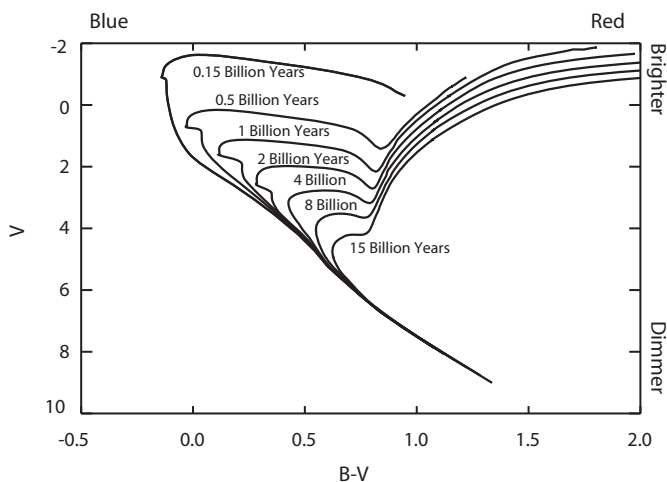 Blue
Red
-2
0
2
4
6
8
10
V
0.15 Billion Years
0.5 Billion Years
1 Billion Years
2 Billion Years
4 Billion
8 Billion
15 Billion Years
Brighter
Dimmer
-0.5
0.0
0.5
1.0
1.5
2.0
B-V